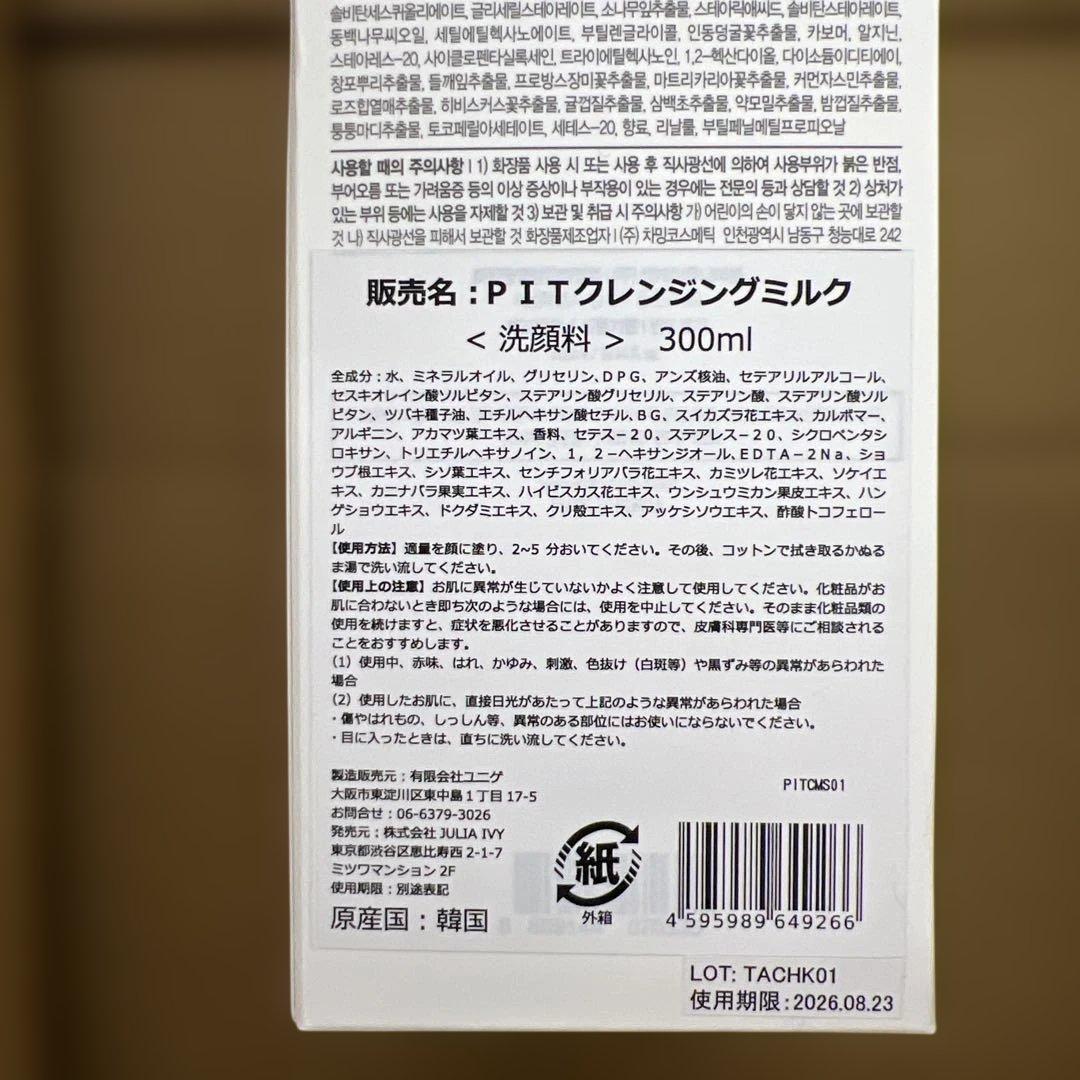 솔비탄세스퀴올리에이트, 글리세릴스테아레이트, 소나무잎추출물, 스테아릭애씨드, 솔비탄스테아레이트,
동백나무씨오일, 세틸에틸헥사노에이트, 부틸렌글라이콜, 인동덩굴꽃추출물, 카보머, 알지닌,
스테아레스-20, 사이클로펜타실록세인, 트라이에틸헥사노인, 1,2-헥산다이올, 다이소듐이디티에이,
창포뿌리추출물, 들깨잎추출물, 프로방스장미꽃추출물, 마트리카리아꽃추출물, 커먼자스민추출물,
로즈힙열매추출물, 히비스커스꽃추출물, 귤껍질추출물, 삼백초추출물, 약모밀추출물, 밤껍질추출물,
퉁퉁마디추출물, 토코페릴아세테이트, 세테스-20, 향료, 리날룰, 부틸페닐메틸프로피오날
사용할 때의 주의사항 | 1) 화장품 사용 시 또는 사용 후 직사광선에 의하여 사용부위가 붉은 반점,
부어오름 또는 가려움증 등의 이상 증상이나 부작용이 있는 경우에는 전문의 등과 상담할 것 2) 상처가
있는 부위 등에는 사용을 자제할 것 3) 보관 및 취급 시 주의사항 가) 어린이의 손이 닿지 않는 곳에 보관할
것 나) 직사광선을 피해서 보관할 것 화장품제조업자 | (주) 차밍코스메틱 인천광역시 남동구 청능대로 242
販売名：ＰＩＴクレンジングミルク
< 洗顔料 > 300ml
全成分：水、ミネラルオイル、グリセリン、ＤＰＧ、アンズ核油、セテアリルアルコール、
セスキオレイン酸ソルビタン、ステアリン酸グリセリル、ステアリン酸、ステアリン酸ソル
ビタン、ツバキ種子油、エチルヘキサン酸セチル、ＢＧ、スイカズラ花エキス、カルボマー、
アルギニン、アカマツ葉エキス、香料、セテス－２０、ステアレス－２０、シクロペンタシ
ロキサン、トリエチルヘキサノイン、１，２－ヘキサンジオール、ＥＤＴＡ－２Ｎａ、ショ
ウブ根エキス、シソ葉エキス、センチフォリアバラ花エキス、カミツレ花エキス、ソケイエ
キス、カニナバラ果実エキス、ハイビスカス花エキス、ウンシュウミカン果皮エキス、ハン
ゲショウエキス、ドクダミエキス、クリ殻エキス、アッケシソウエキス、酢酸トコフェロー
ル
【使用方法】適量を顔に塗り、2~5 分おいてください。その後、コットンで拭き取るかぬる
ま湯で洗い流してください。
【使用上の注意】お肌に異常が生じていないかよく注意して使用してください。化粧品がお
肌に合わないとき即ち次のような場合には、使用を中止してください。そのまま化粧品類の
使用を続けますと、症状を悪化させることがありますので、皮膚科専門医等にご相談される
ことをおすすめします。
（1）使用中、赤味、はれ、かゆみ、刺激、色抜け（白斑等）や黒ずみ等の異常があらわれた
場合
（2）使用したお肌に、直接日光があたって上記のような異常があらわれた場合
・傷やはれもの、しっしん等、異常のある部位にはお使いにならないでください。
・目に入ったときは、直ちに洗い流してください。
製造販売元：有限会社ユニゲ
大阪市東淀川区東中島１丁目 17-5
お問合せ：06-6379-3026
発売元：株式会社 JULIA IVY
東京都渋谷区恵比寿西 2-1-7
ミツワマンション 2F
使用期限：別途表記
原産国：韓国
PITCMS01
紙
外箱
4 595989 649266
LOT: TACHK01
使用期限：2026.08.23